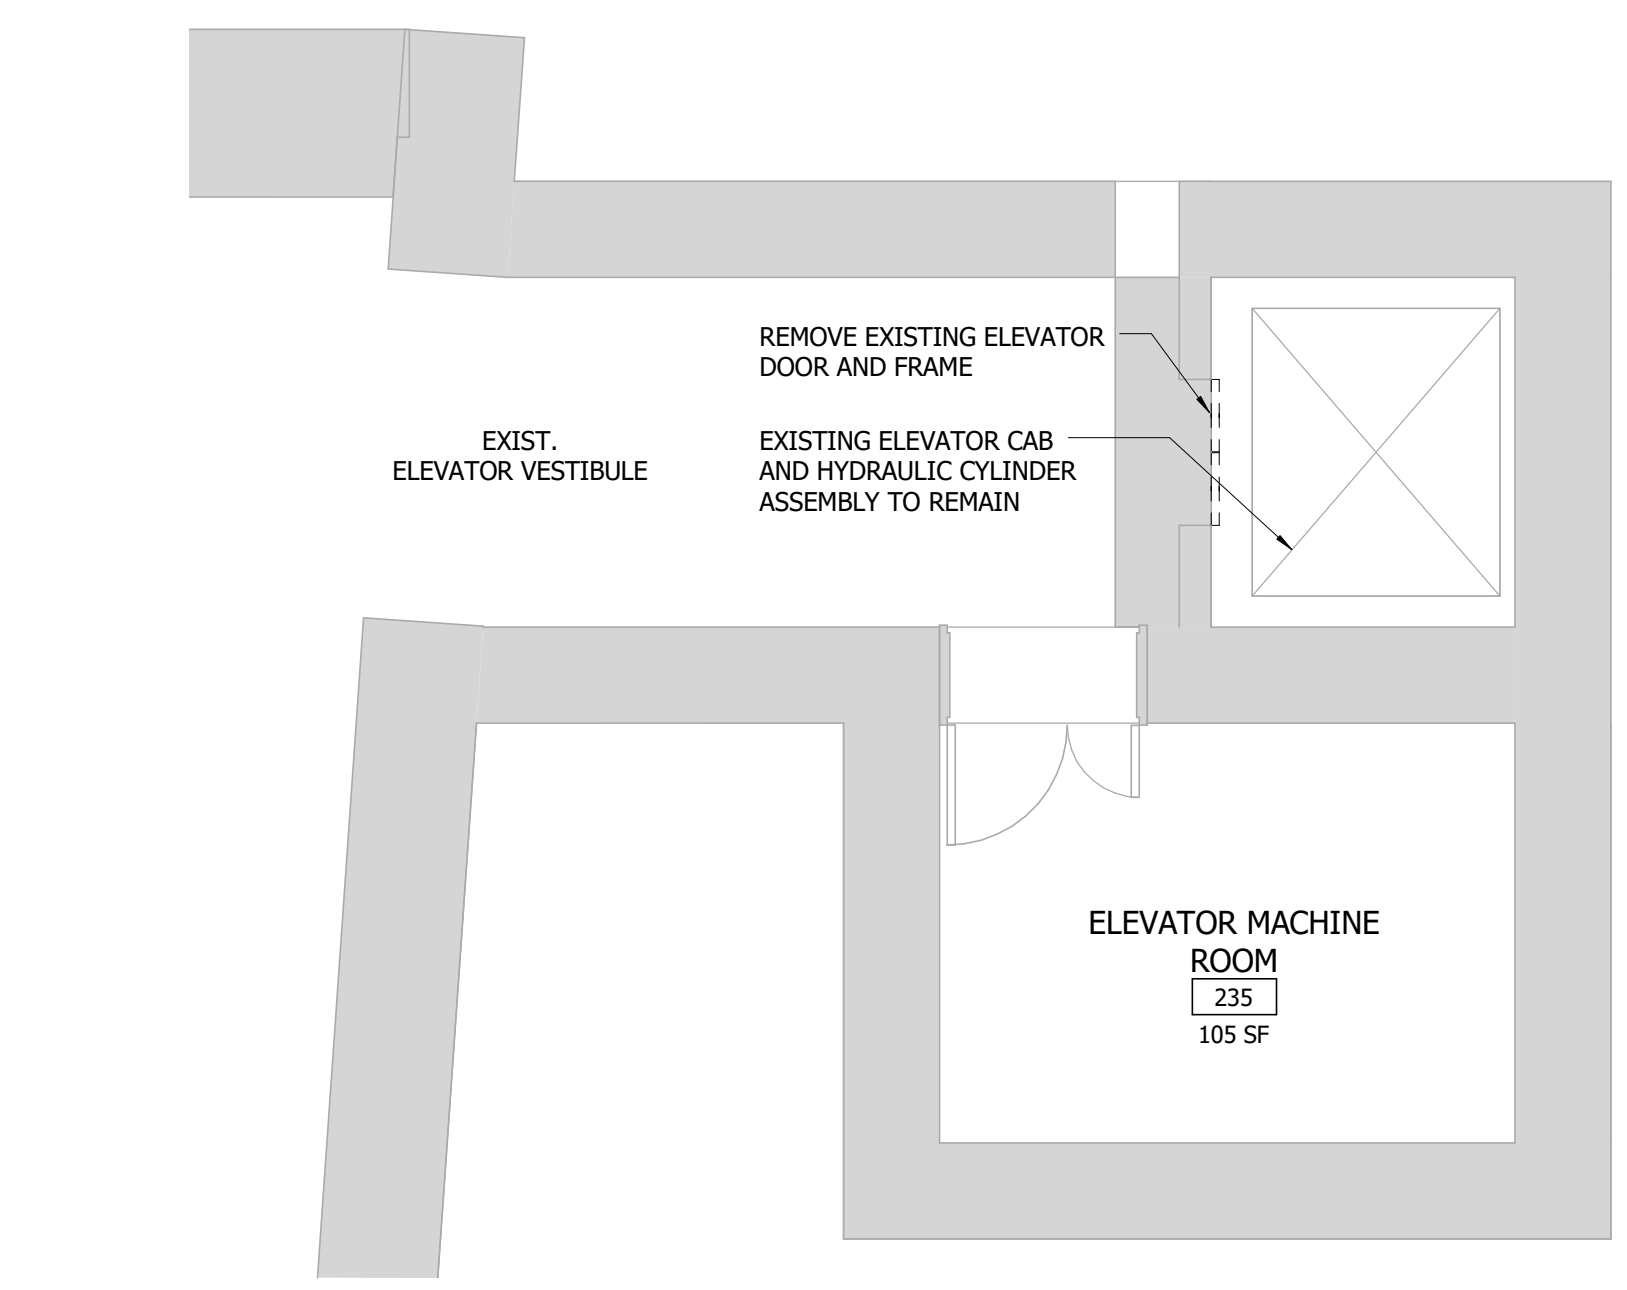 REMOVE EXISTING ELEVATOR
DOOR AND FRAME
EXIST.
ELEVATOR VESTIBULE
EXISTING ELEVATOR CAB
AND HYDRAULIC CYLINDER
ASSEMBLY TO REMAIN
ELEVATOR MACHINE
ROOM
235
105 SF